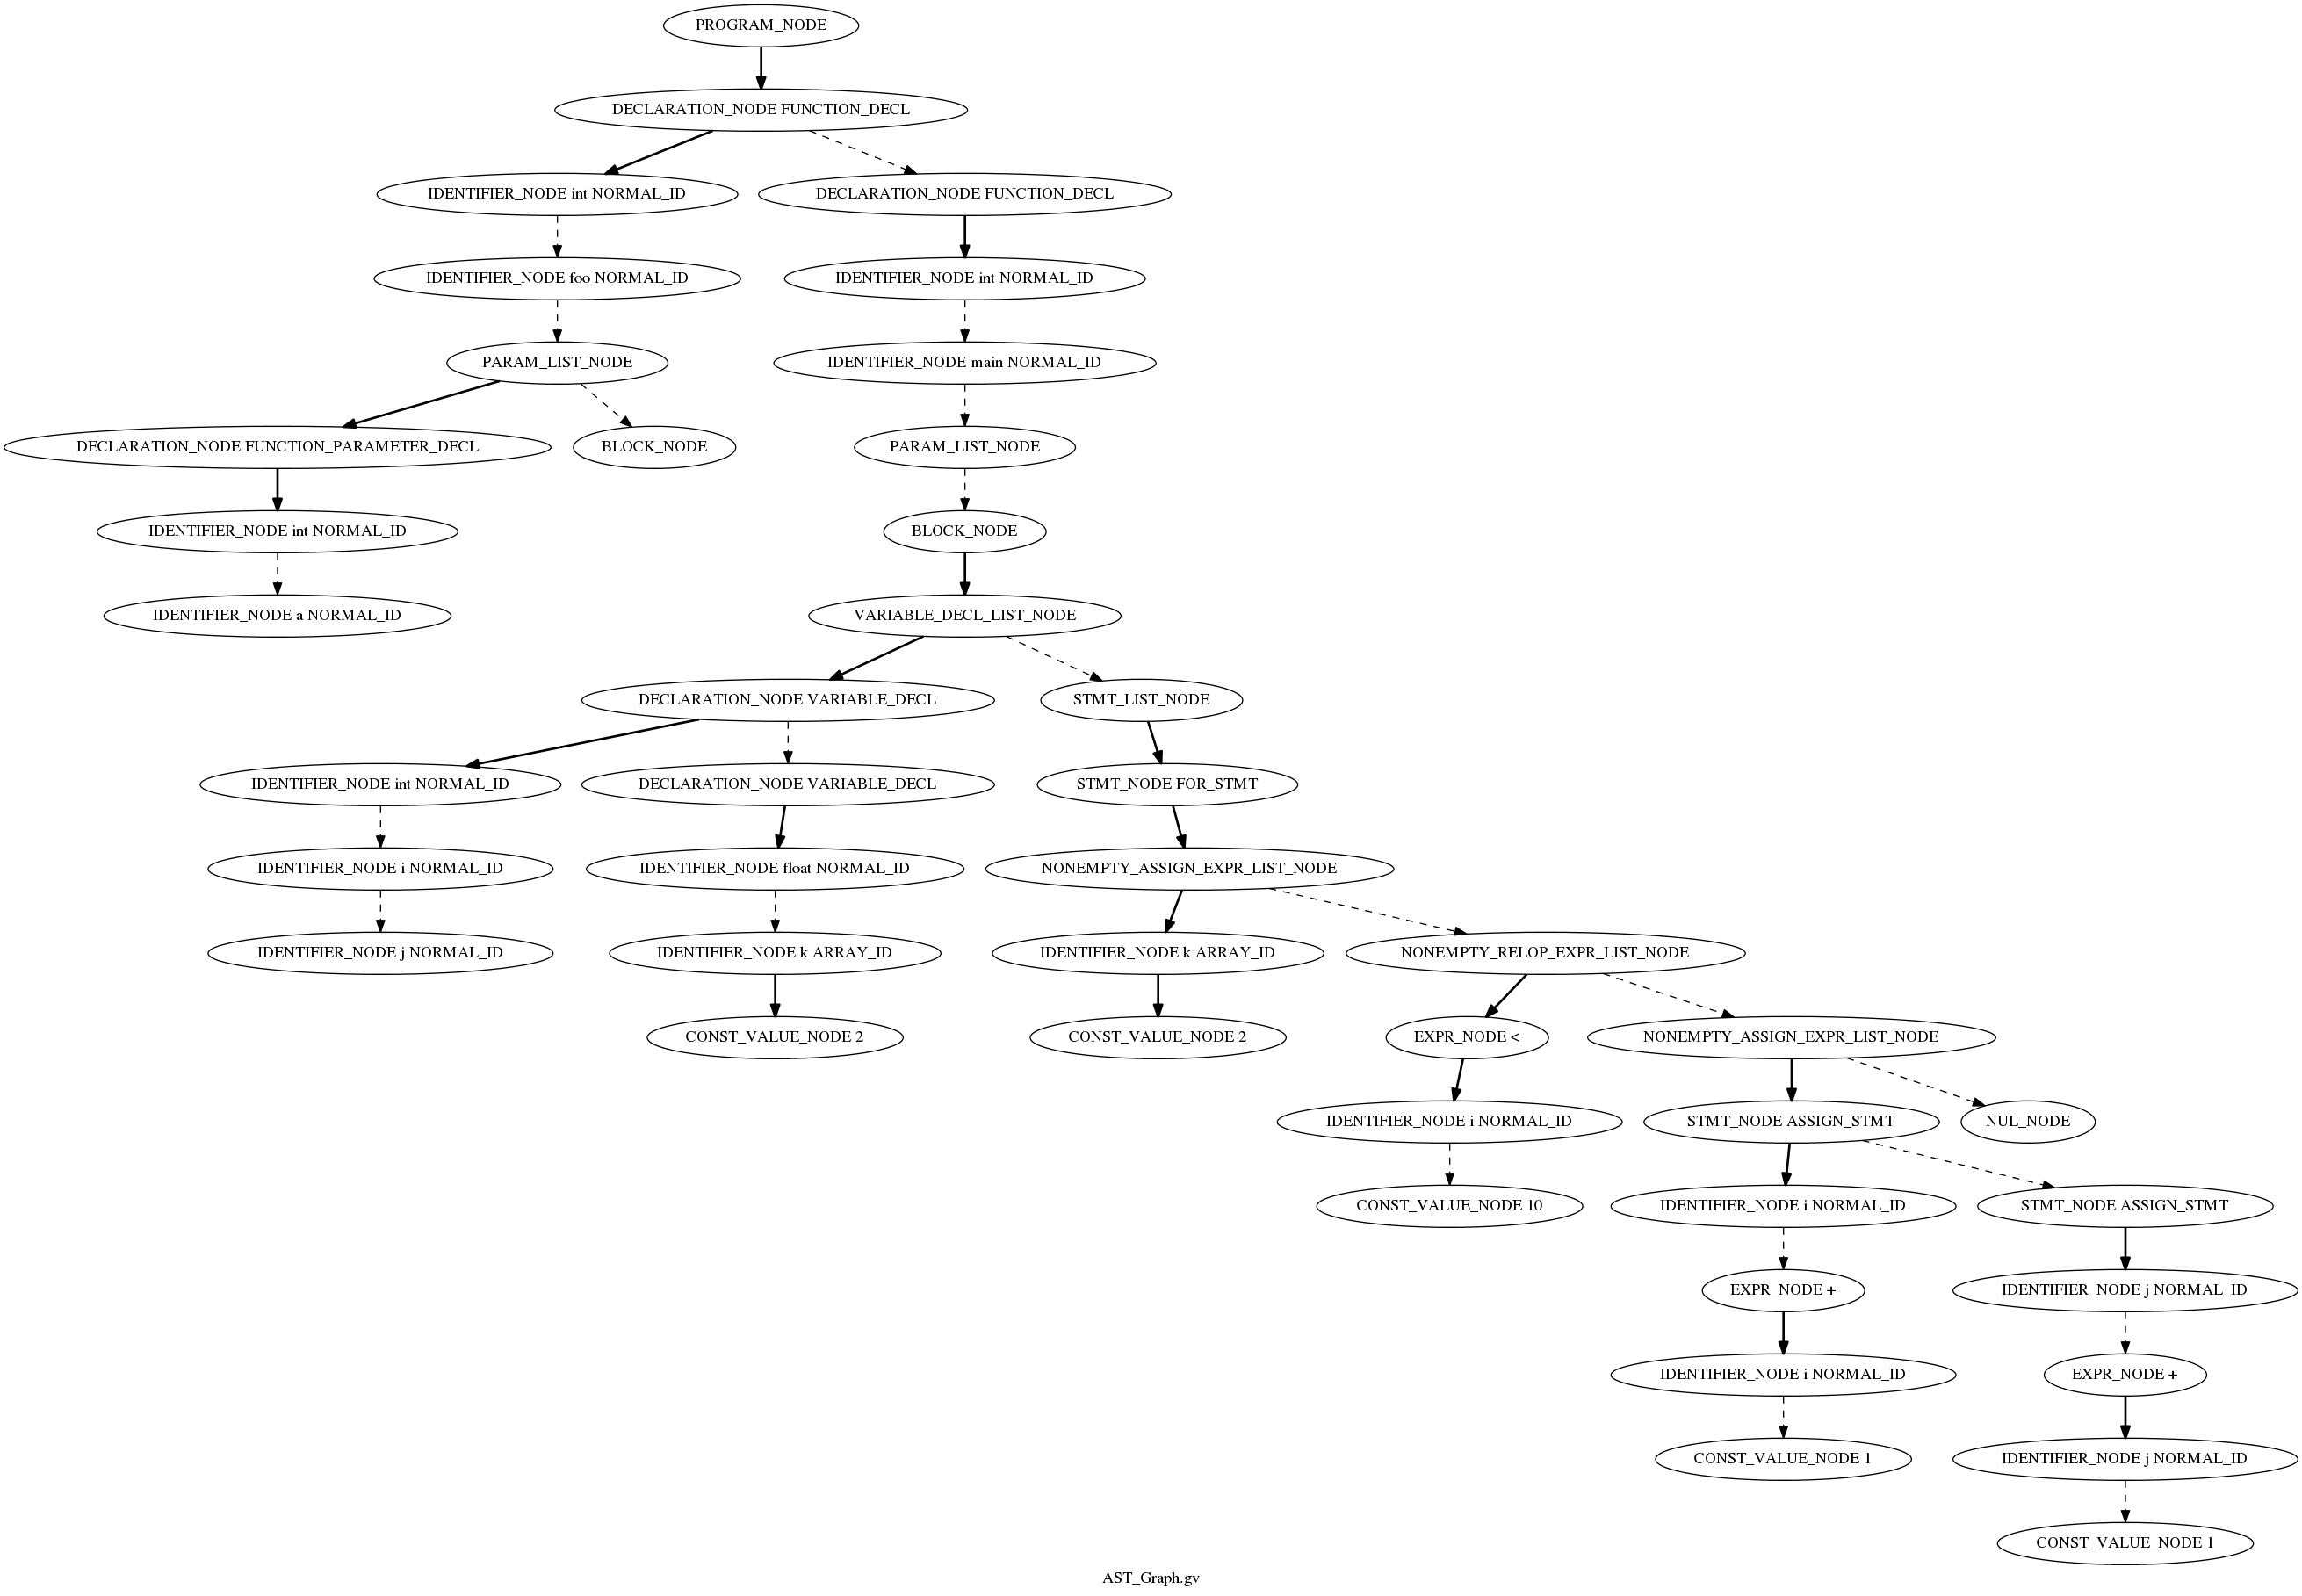 PROGRAM_NODE
DECLARATION_NODE FUNCTION_DECL
IDENTIFIER_NODE int NORMAL_ID
DECLARATION_NODE FUNCTION_DECL
IDENTIFIER_NODE foo NORMAL_ID
IDENTIFIER_NODE int NORMAL_ID
PARAM_LIST_NODE
IDENTIFIER_NODE main NORMAL_ID
DECLARATION_NODE FUNCTION_PARAMETER_DECL
BLOCK_NODE
PARAM_LIST_NODE
IDENTIFIER_NODE int NORMAL_ID
BLOCK_NODE
IDENTIFIER_NODE a NORMAL_ID
VARIABLE_DECL_LIST_NODE
DECLARATION_NODE VARIABLE_DECL
STMT_LIST_NODE
IDENTIFIER_NODE int NORMAL_ID
DECLARATION_NODE VARIABLE_DECL
STMT_NODE FOR_STMT
IDENTIFIER_NODE i NORMAL_ID
IDENTIFIER_NODE float NORMAL_ID
NONEMPTY_ASSIGN_EXPR_LIST_NODE
IDENTIFIER_NODE j NORMAL_ID
IDENTIFIER_NODE k ARRAY_ID
IDENTIFIER_NODE k ARRAY_ID
NONEMPTY_RELOP_EXPR_LIST_NODE
CONST_VALUE_NODE 2
CONST_VALUE_NODE 2
EXPR_NODE <
NONEMPTY_ASSIGN_EXPR_LIST_NODE
IDENTIFIER_NODE i NORMAL_ID
STMT_NODE ASSIGN_STMT
NUL_NODE
CONST_VALUE_NODE 10
IDENTIFIER_NODE i NORMAL_ID
STMT_NODE ASSIGN_STMT
EXPR_NODE +
IDENTIFIER_NODE j NORMAL_ID
IDENTIFIER_NODE i NORMAL_ID
EXPR_NODE +
CONST_VALUE_NODE 1
IDENTIFIER_NODE j NORMAL_ID
CONST_VALUE_NODE 1
AST_Graph.gv